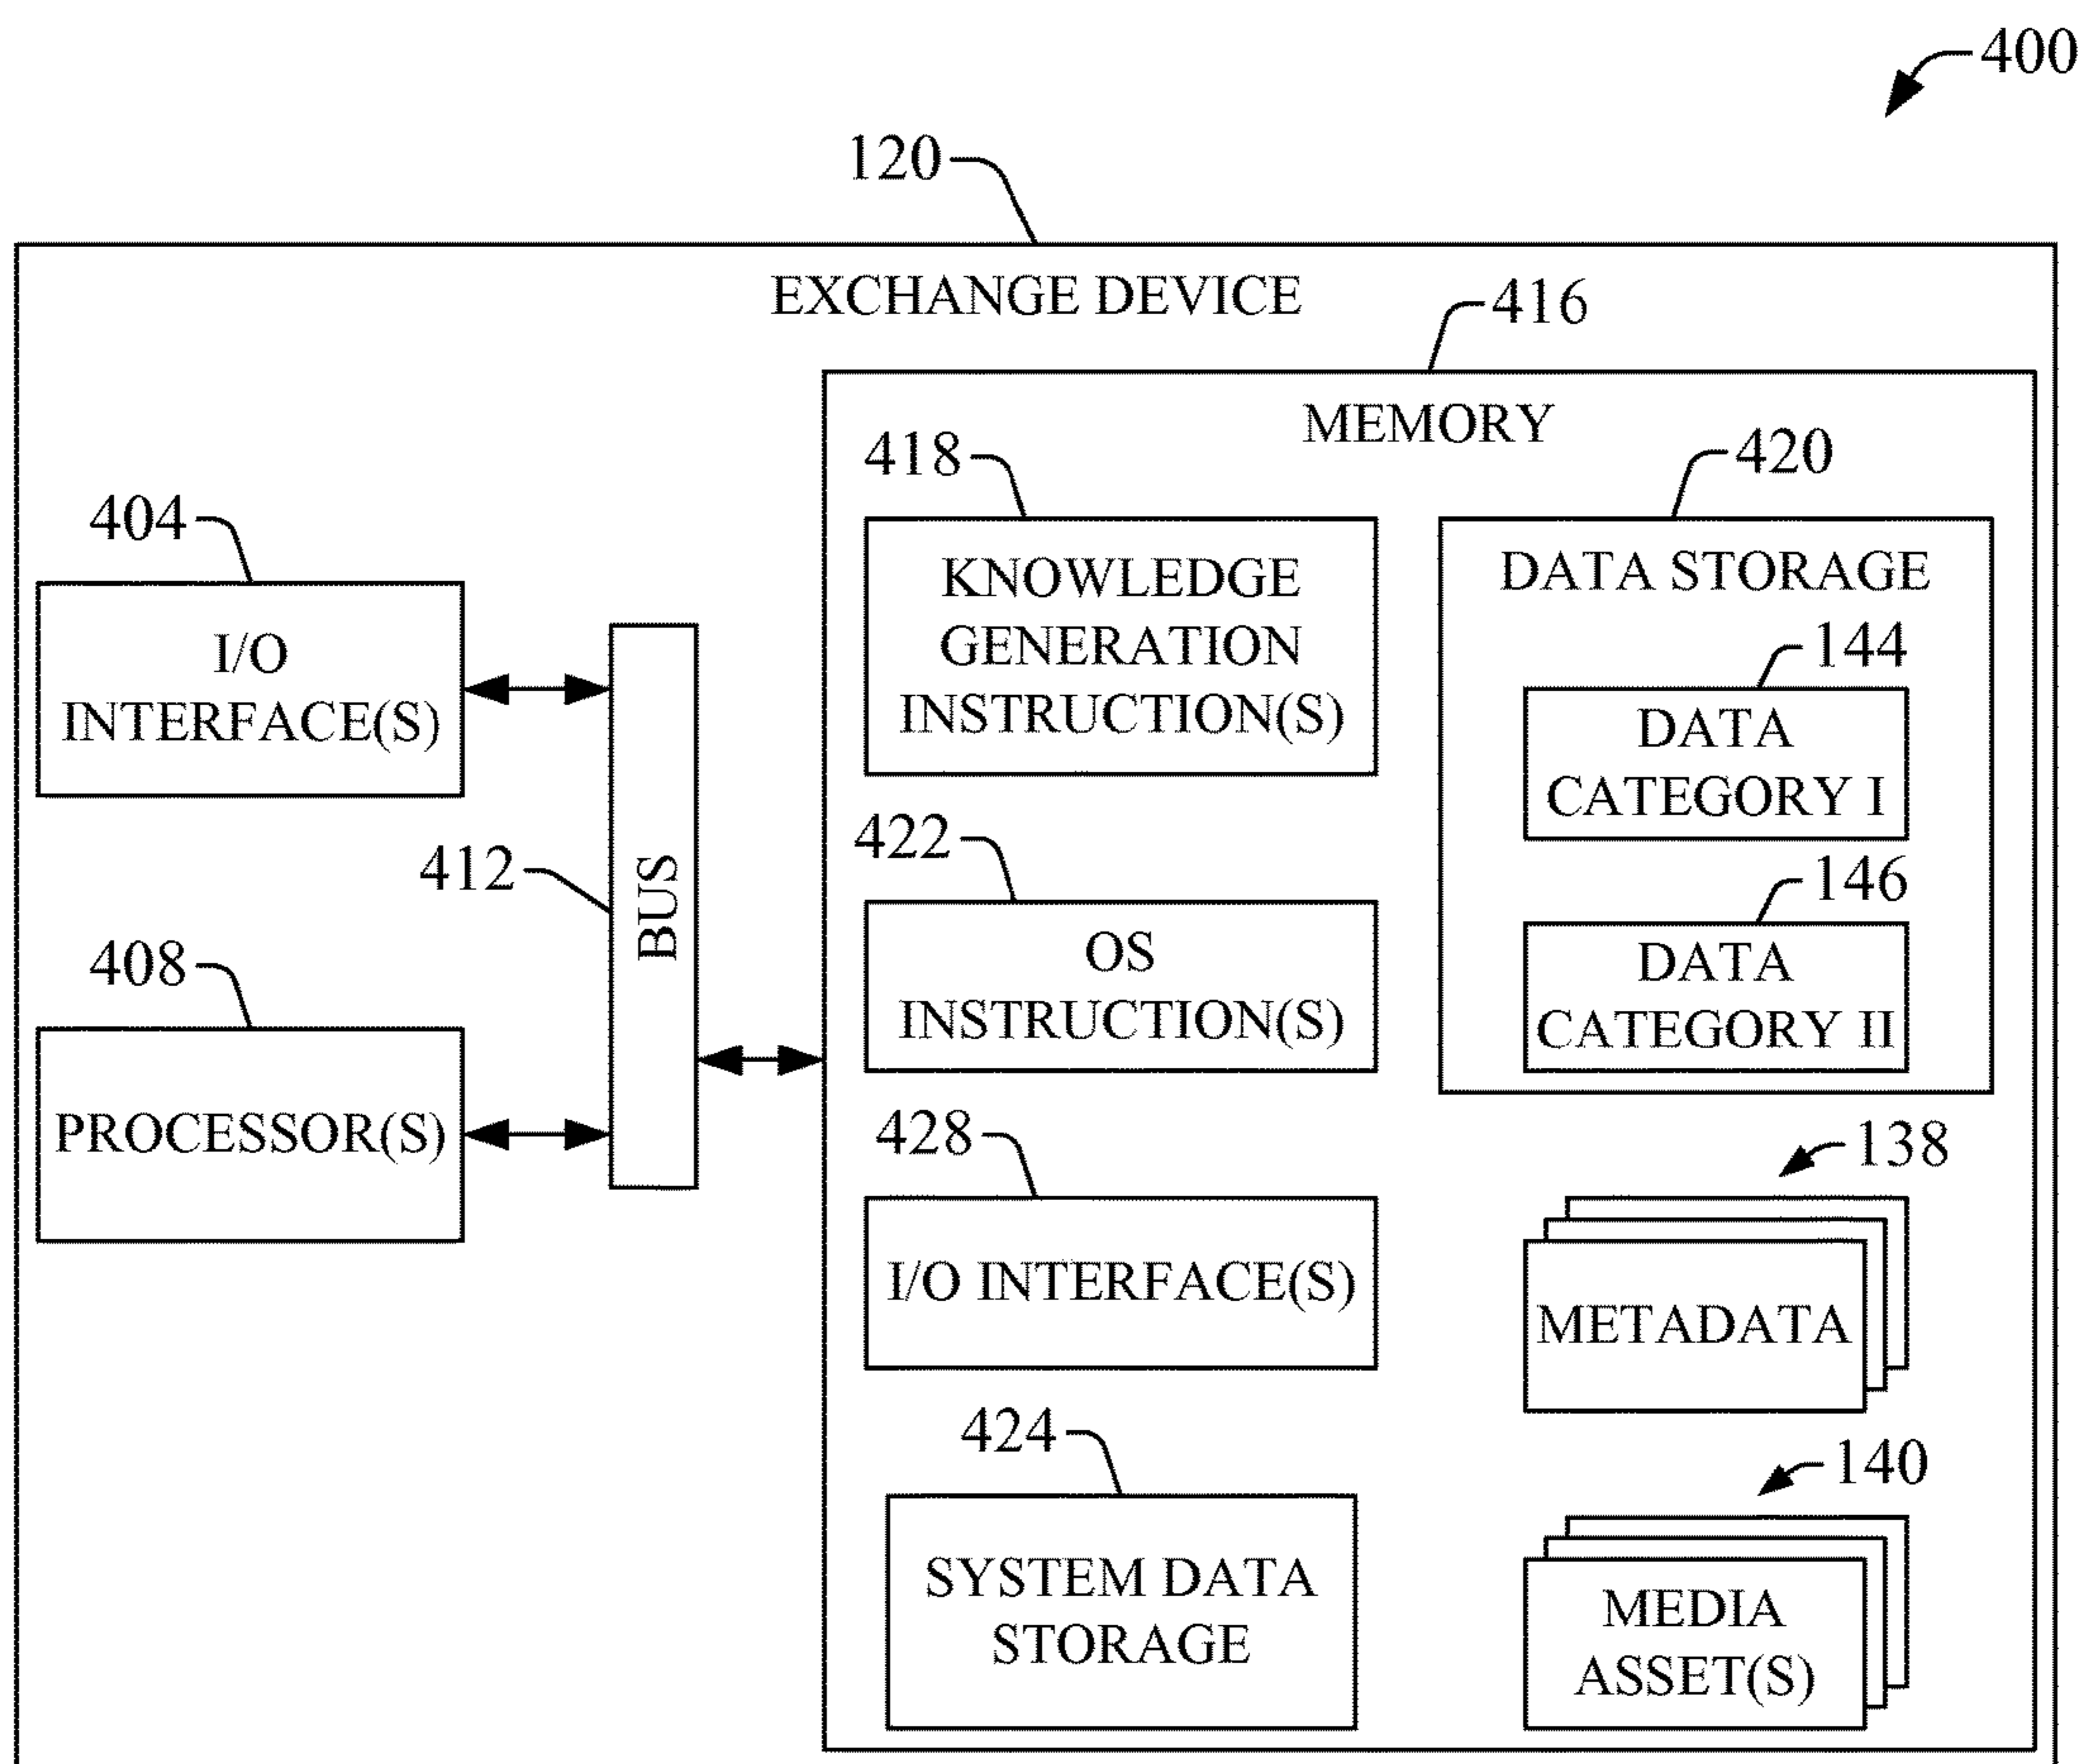 400
120
EXCHANGE DEVICE
416
MEMORY
418
420
404
KNOWLEDGE
GENERATION
INSTRUCTION(S)
DATA STORAGE
I/O
INTERFACE(S)
144
DATA
CATEGORY I
422
412
BUS
146
DATA
CATEGORY II
OS
INSTRUCTION(S)
408
PROCESSOR(S)
428
138
I/O INTERFACE(S)
METADATA
424
140
SYSTEM DATA
STORAGE
MEDIA
ASSET(S)